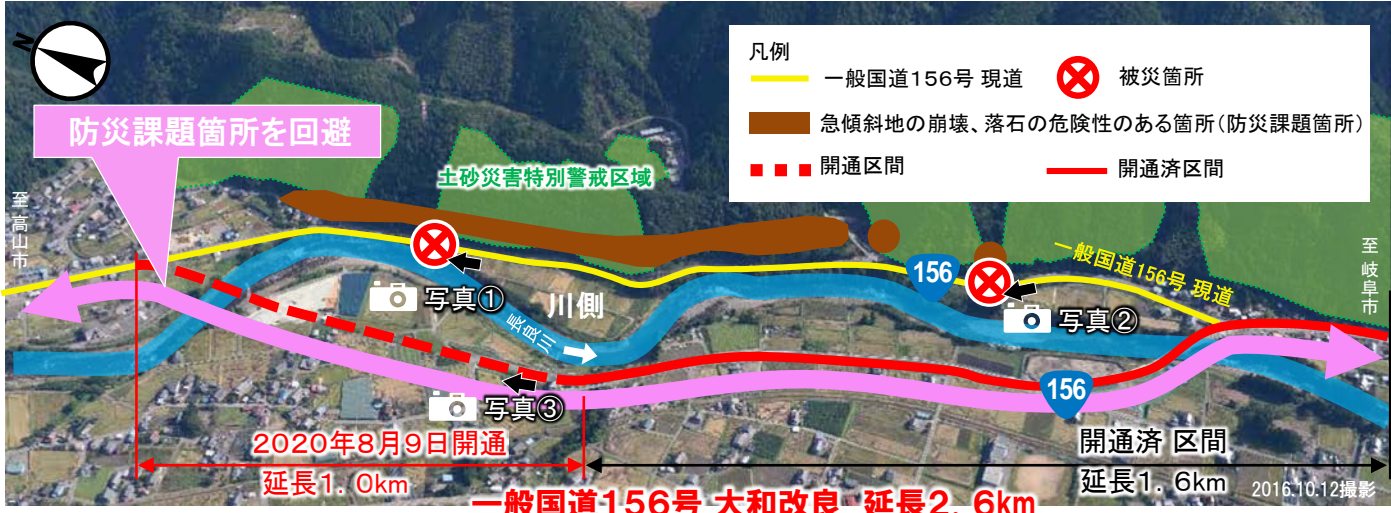 N
凡例
一般国道156号 現道
被災箇所
急傾斜地の崩壊、落石の危険性のある箇所(防災課題箇所)
開通区間
開通済区間
防災課題箇所を回避
土砂災害特別警戒区域
至 高山市
至 岐阜市
一般国道156号 現道
156
写真①
川側
長良川
写真②
写真③
156
2020年8月9日開通
延長1.0km
開通済 区間
延長1.6km
2016.10.12撮影
一般国道156号 大和改良 延長2.6km